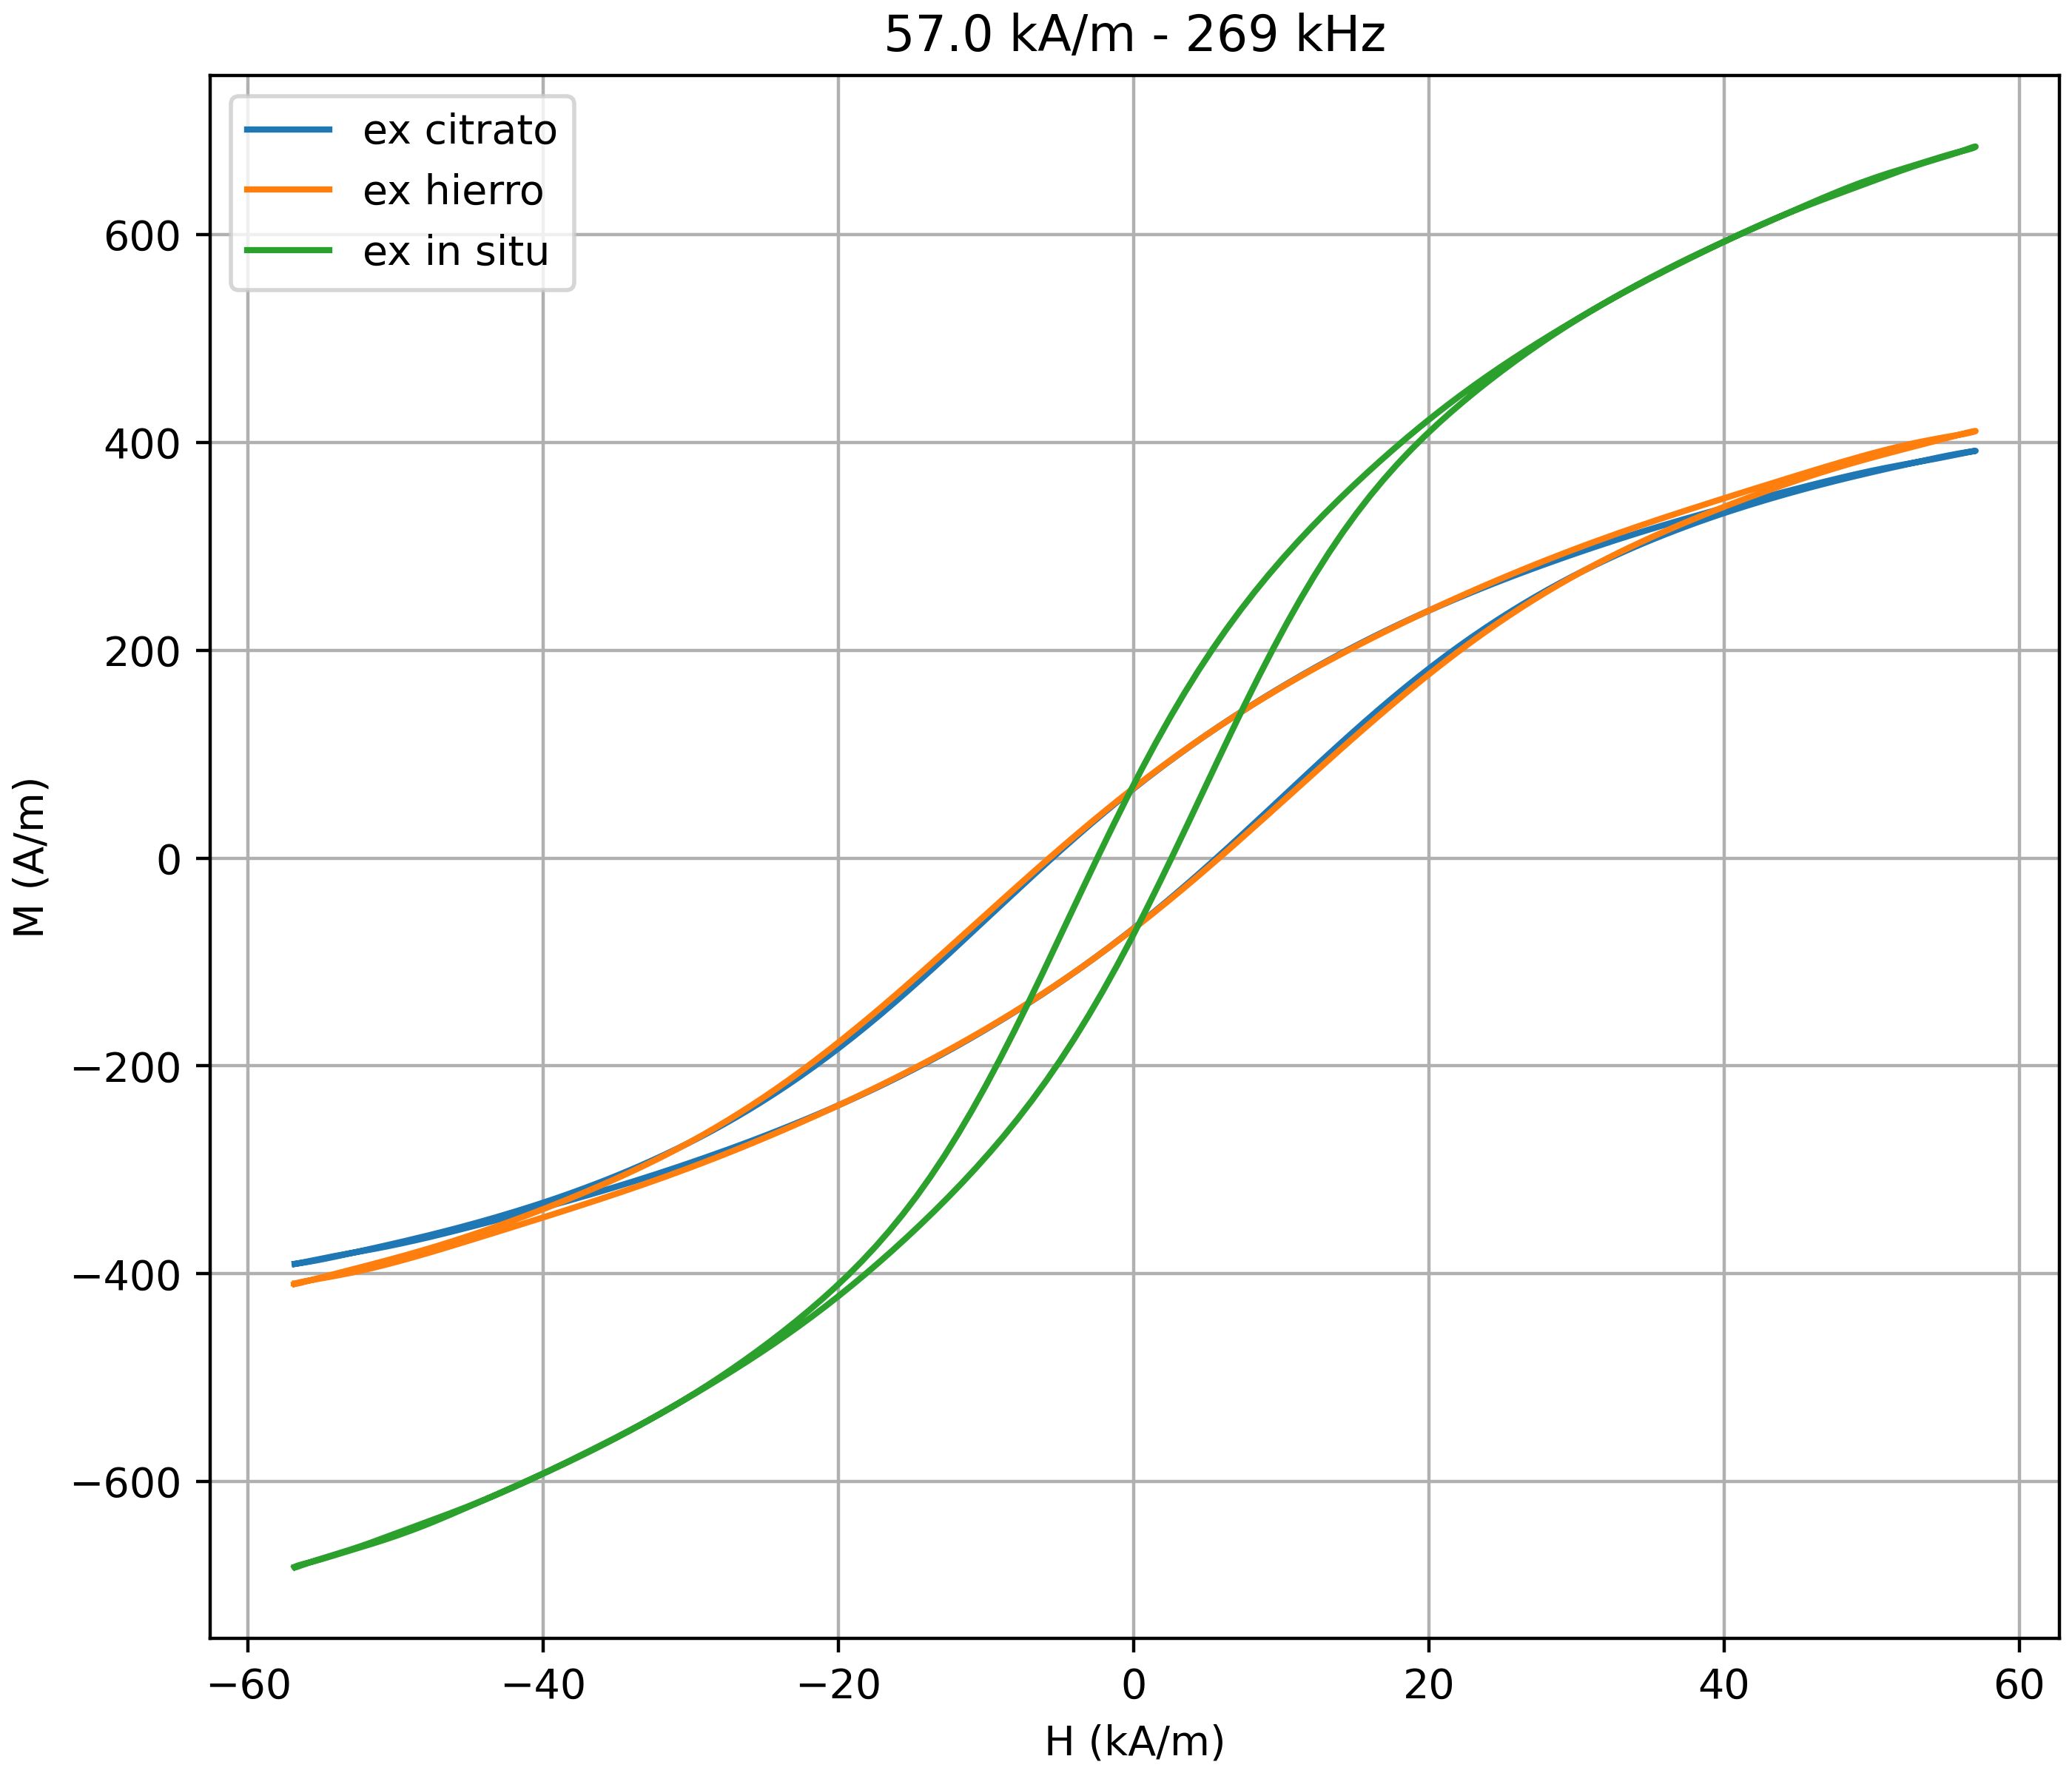 57.0 kA/m - 269 kHz
ex citrato
ex hierro
ex in situ
M (A/m)
600
400
200
0
−200
−400
−600
−60 −40 −20 0 20 40 60
H (kA/m)